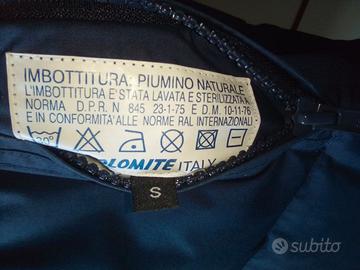 IMBOTTITURA: PIUMINO NATURALE
L'IMBOTTITURA E' STATA LAVATA E STERILIZZATA A
NORMA D.P.R. N 845 23-1-75 E D.M. 10-11-76
E IN CONFORMITA' ALLE NORME RAL INTERNAZIONALI
30°
DOLOMITE ITALY
S
subito